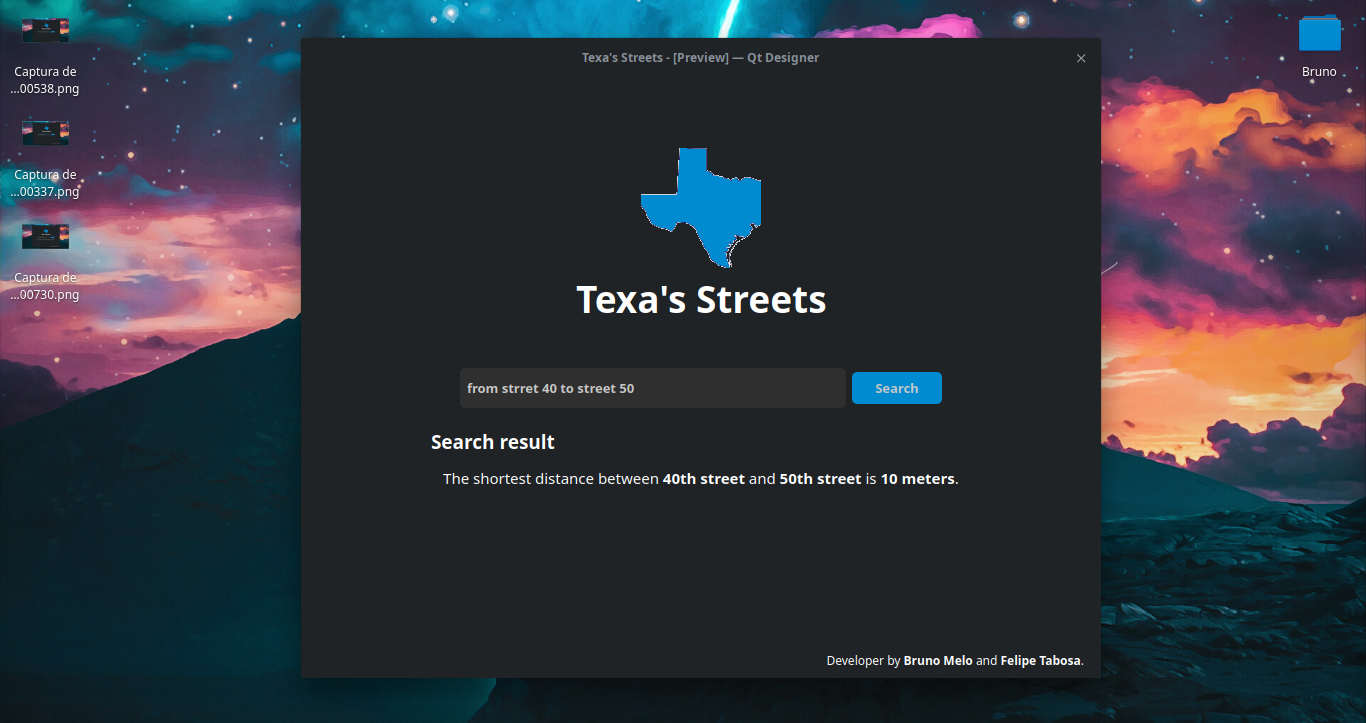 Captura de
...00538.png
Captura de
...00337.png
Captura de
...00730.png
Bruno
Texa's Streets - [Preview] — Qt Designer
Texa's Streets
from strret 40 to street 50
Search
Search result
The shortest distance between 40th street and 50th street is 10 meters.
Developer by Bruno Melo and Felipe Tabosa.